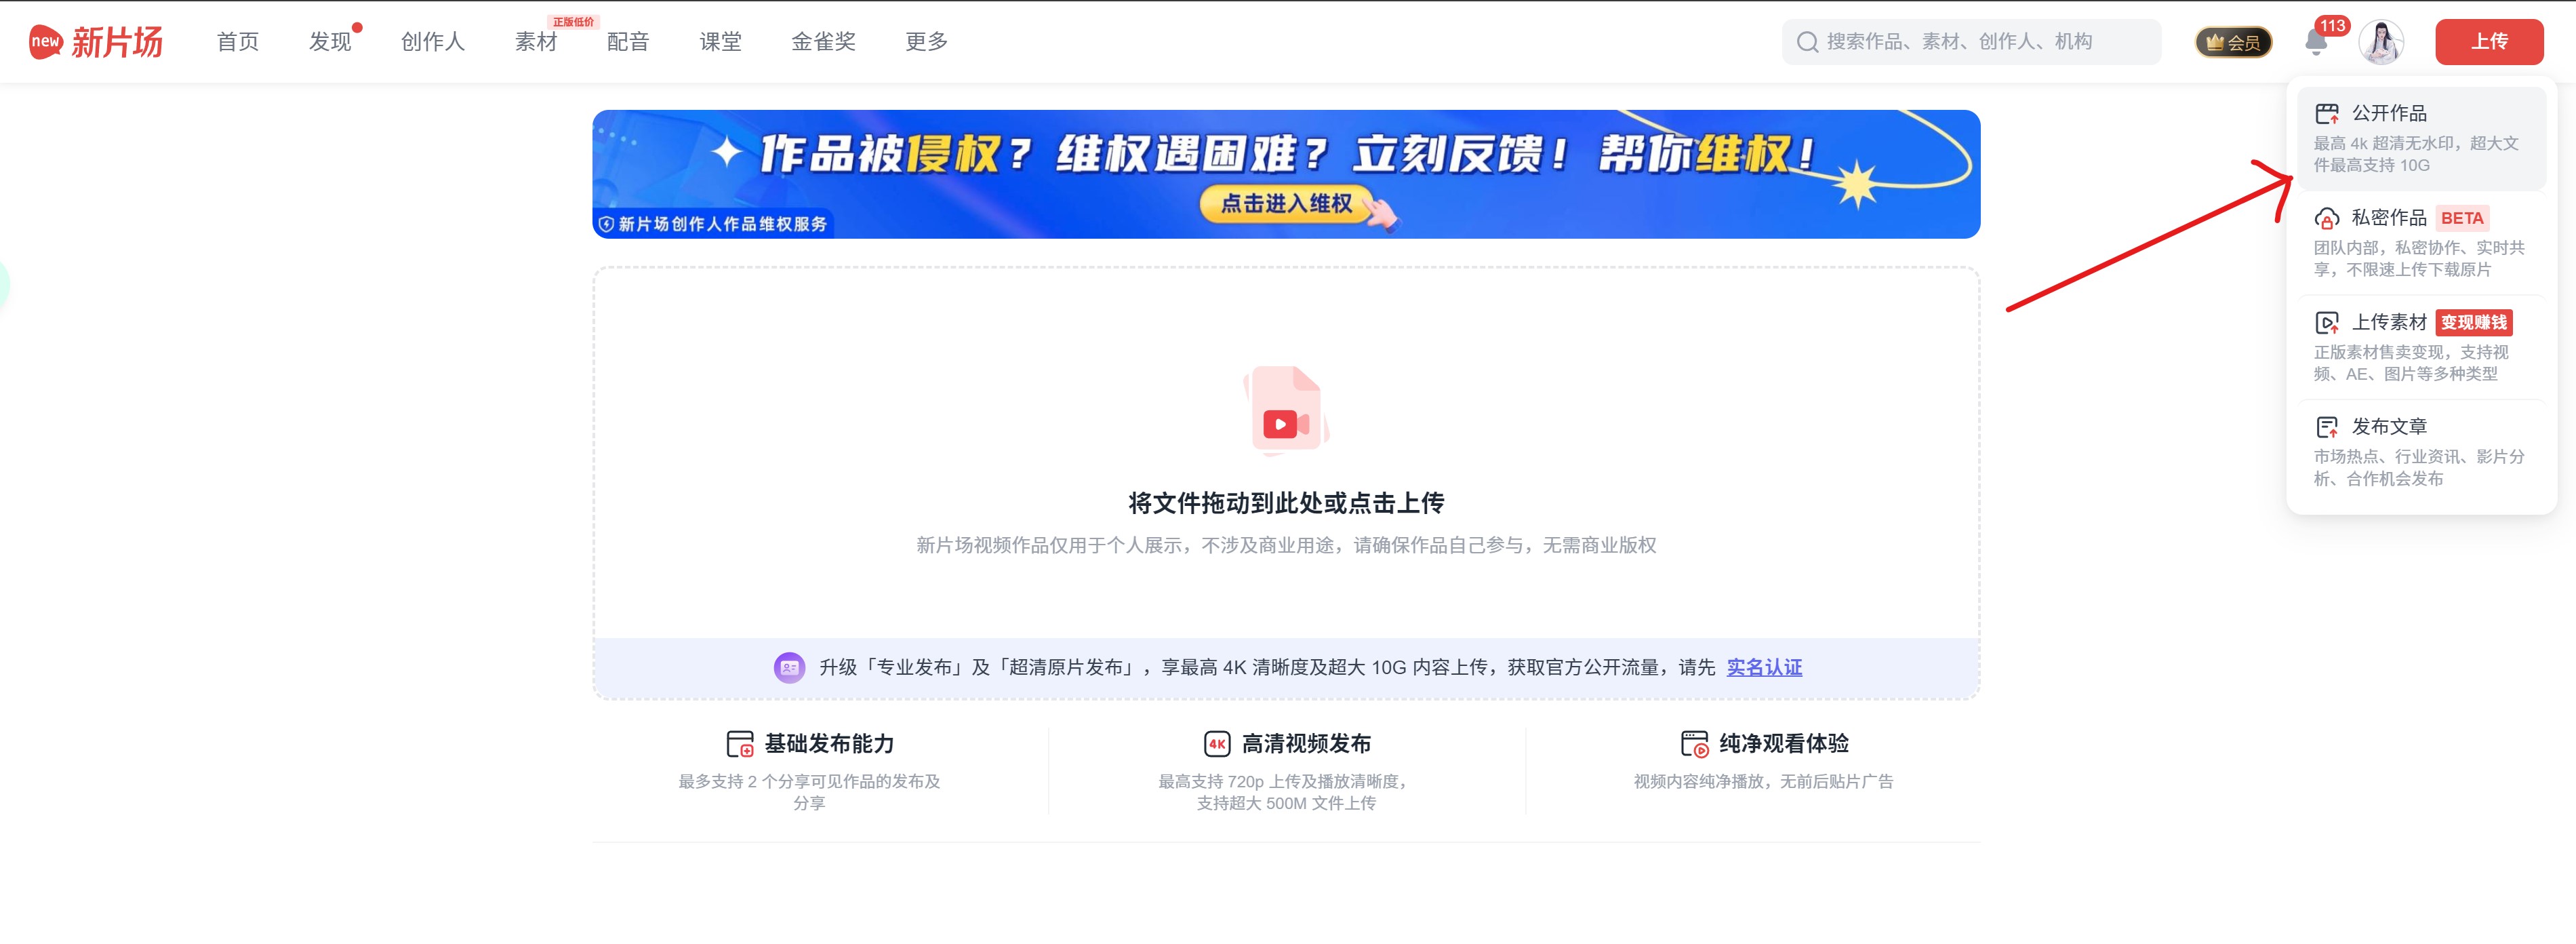 new 新片场
首页
发现
创作人
素材
正版低价
配音
课堂
金雀奖
更多
搜索作品、素材、创作人、机构
会员
113
上传
作品被侵权？维权遇困难？立刻反馈！帮你维权！
点击进入维权
新片场创作人作品维权服务
公开作品
最高 4k 超清无水印，超大文
件最高支持 10G
私密作品 BETA
团队内部，私密协作、实时共
享，不限速上传下载原片
上传素材 变现赚钱
正版素材售卖变现，支持视
频、AE、图片等多种类型
发布文章
市场热点、行业资讯、影片分
析、合作机会发布
将文件拖动到此处或点击上传
新片场视频作品仅用于个人展示，不涉及商业用途，请确保作品自己参与，无需商业版权
升级「专业发布」及「超清原片发布」，享最高 4K 清晰度及超大 10G 内容上传，获取官方公开流量，请先 实名认证
基础发布能力
最多支持 2 个分享可见作品的发布及
分享
4K 高清视频发布
最高支持 720p 上传及播放清晰度，
支持超大 500M 文件上传
纯净观看体验
视频内容纯净播放，无前后贴片广告